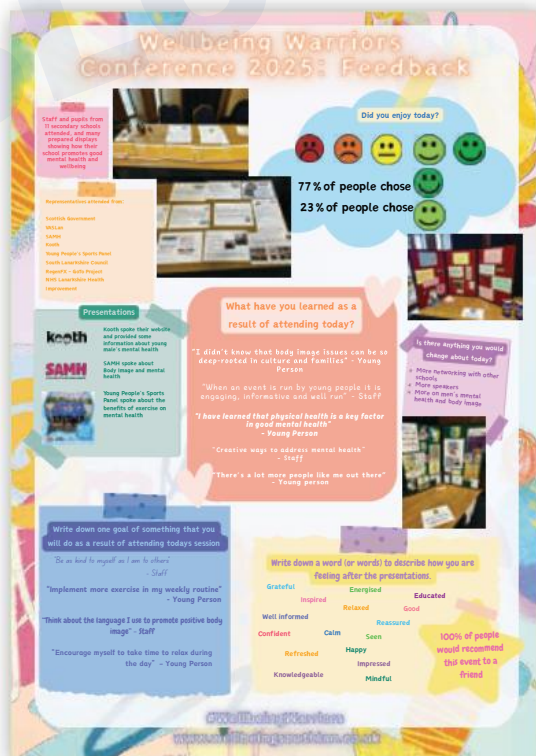 Wellbeing Warriors
Conference 2025: Feedback
Staff and pupils from
11 secondary schools
attended, and many
prepared displays
showing how their
school promotes good
mental health and
wellbeing
Did you enjoy today?
77% of people chose
23% of people chose
Representatives attended from:
Scottish Government
SAMH
Kooth
Young People's Sports Panel
South Lanarkshire Council
NHS Lanarkshire Health
Improvement
Presentations
kooth
Kooth spoke their website
and provided some
information about young
male's mental health
SAMH
SAMH spoke about
Body image and mental
health
Young People's Sports
Panel spoke about the
benefits of exercise on
mental health
What have you learned as a
result of attending today?
"I didn't know that body image issues can be so
deep-rooted in culture and families" - Young
Person
"When an event is run by young people it is
engaging, informative and well run" - Staff
"I have learned that physical health is a key factor
in good mental health"
- Young Person
"Creative ways to address mental health"
- Staff
"There's a lot more people like me out there"
- Young person
Is there anything you would
change about today?
More networking with other
schools
More speakers
More on men's mental
health and body image
Write down one goal of something that you
will do as a result of attending todays session
"Be as kind to myself as I am to others"
- Staff
"Implement more exercise in my weekly routine"
- Young Person
"Think about the language I use to promote positive body
image" - Staff
"Encourage myself to take time to relax during
the day" - Young Person
Write down a word (or words) to describe how you are
feeling after the presentations.
Grateful
Energised
Educated
Inspired
Relaxed
Good
Well informed
Reassured
Confident
Calm
Seen
Refreshed
Happy
Impressed
Knowledgeable
Mindful
100% of people
would recommend
this event to a
friend
#WellbeingWarriors